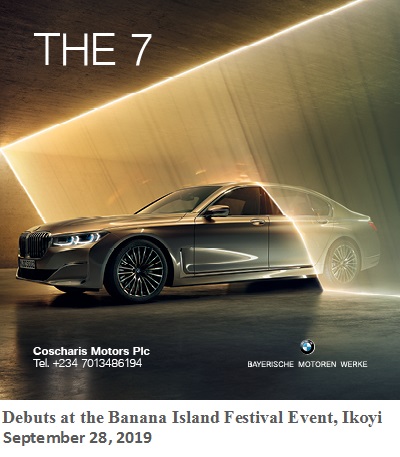 THE 7
Coscharis Motors Plc
Tel. +234 7013486194
BAYERISCHE MOTOREN WERKE
Debuts at the Banana Island Festival Event, Ikoyi
September 28, 2019